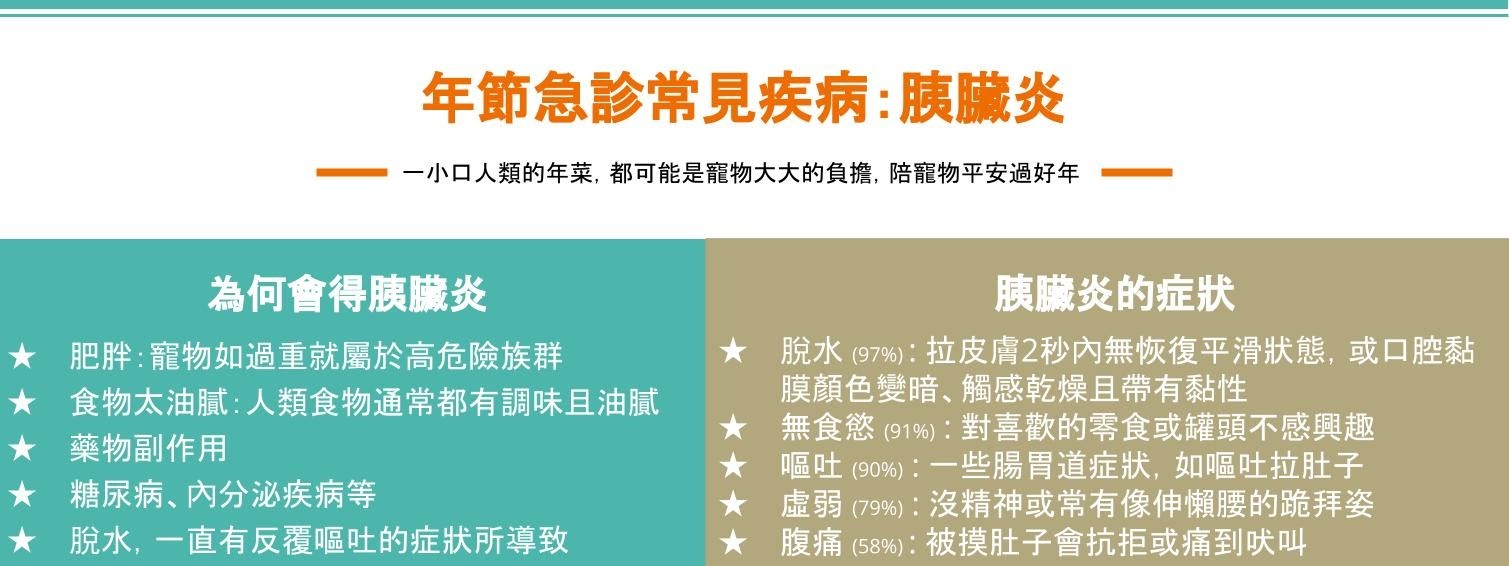 年節急診常見疾病：胰臟炎
一小口人類的年菜，都可能是寵物大大的負擔，陪寵物平安過好年
為何會得胰臟炎
★ 肥胖：寵物如過重就屬於高危險族群
★ 食物太油膩：人類食物通常都有調味且油膩
★ 藥物副作用
★ 糖尿病、內分泌疾病等
★ 脫水，一直有反覆嘔吐的症狀所導致
胰臟炎的症狀
★ 脫水 (97%)：拉皮膚2秒內無恢復平滑狀態，或口腔黏
膜顏色變暗、觸感乾燥且帶有黏性
★ 無食慾 (91%)：對喜歡的零食或罐頭不感興趣
★ 嘔吐 (90%)：一些腸胃道症狀，如嘔吐拉肚子
★ 虛弱 (79%)：沒精神或常有像伸懶腰的跪拜姿
★ 腹痛 (58%)：被摸肚子會抗拒或痛到吠叫